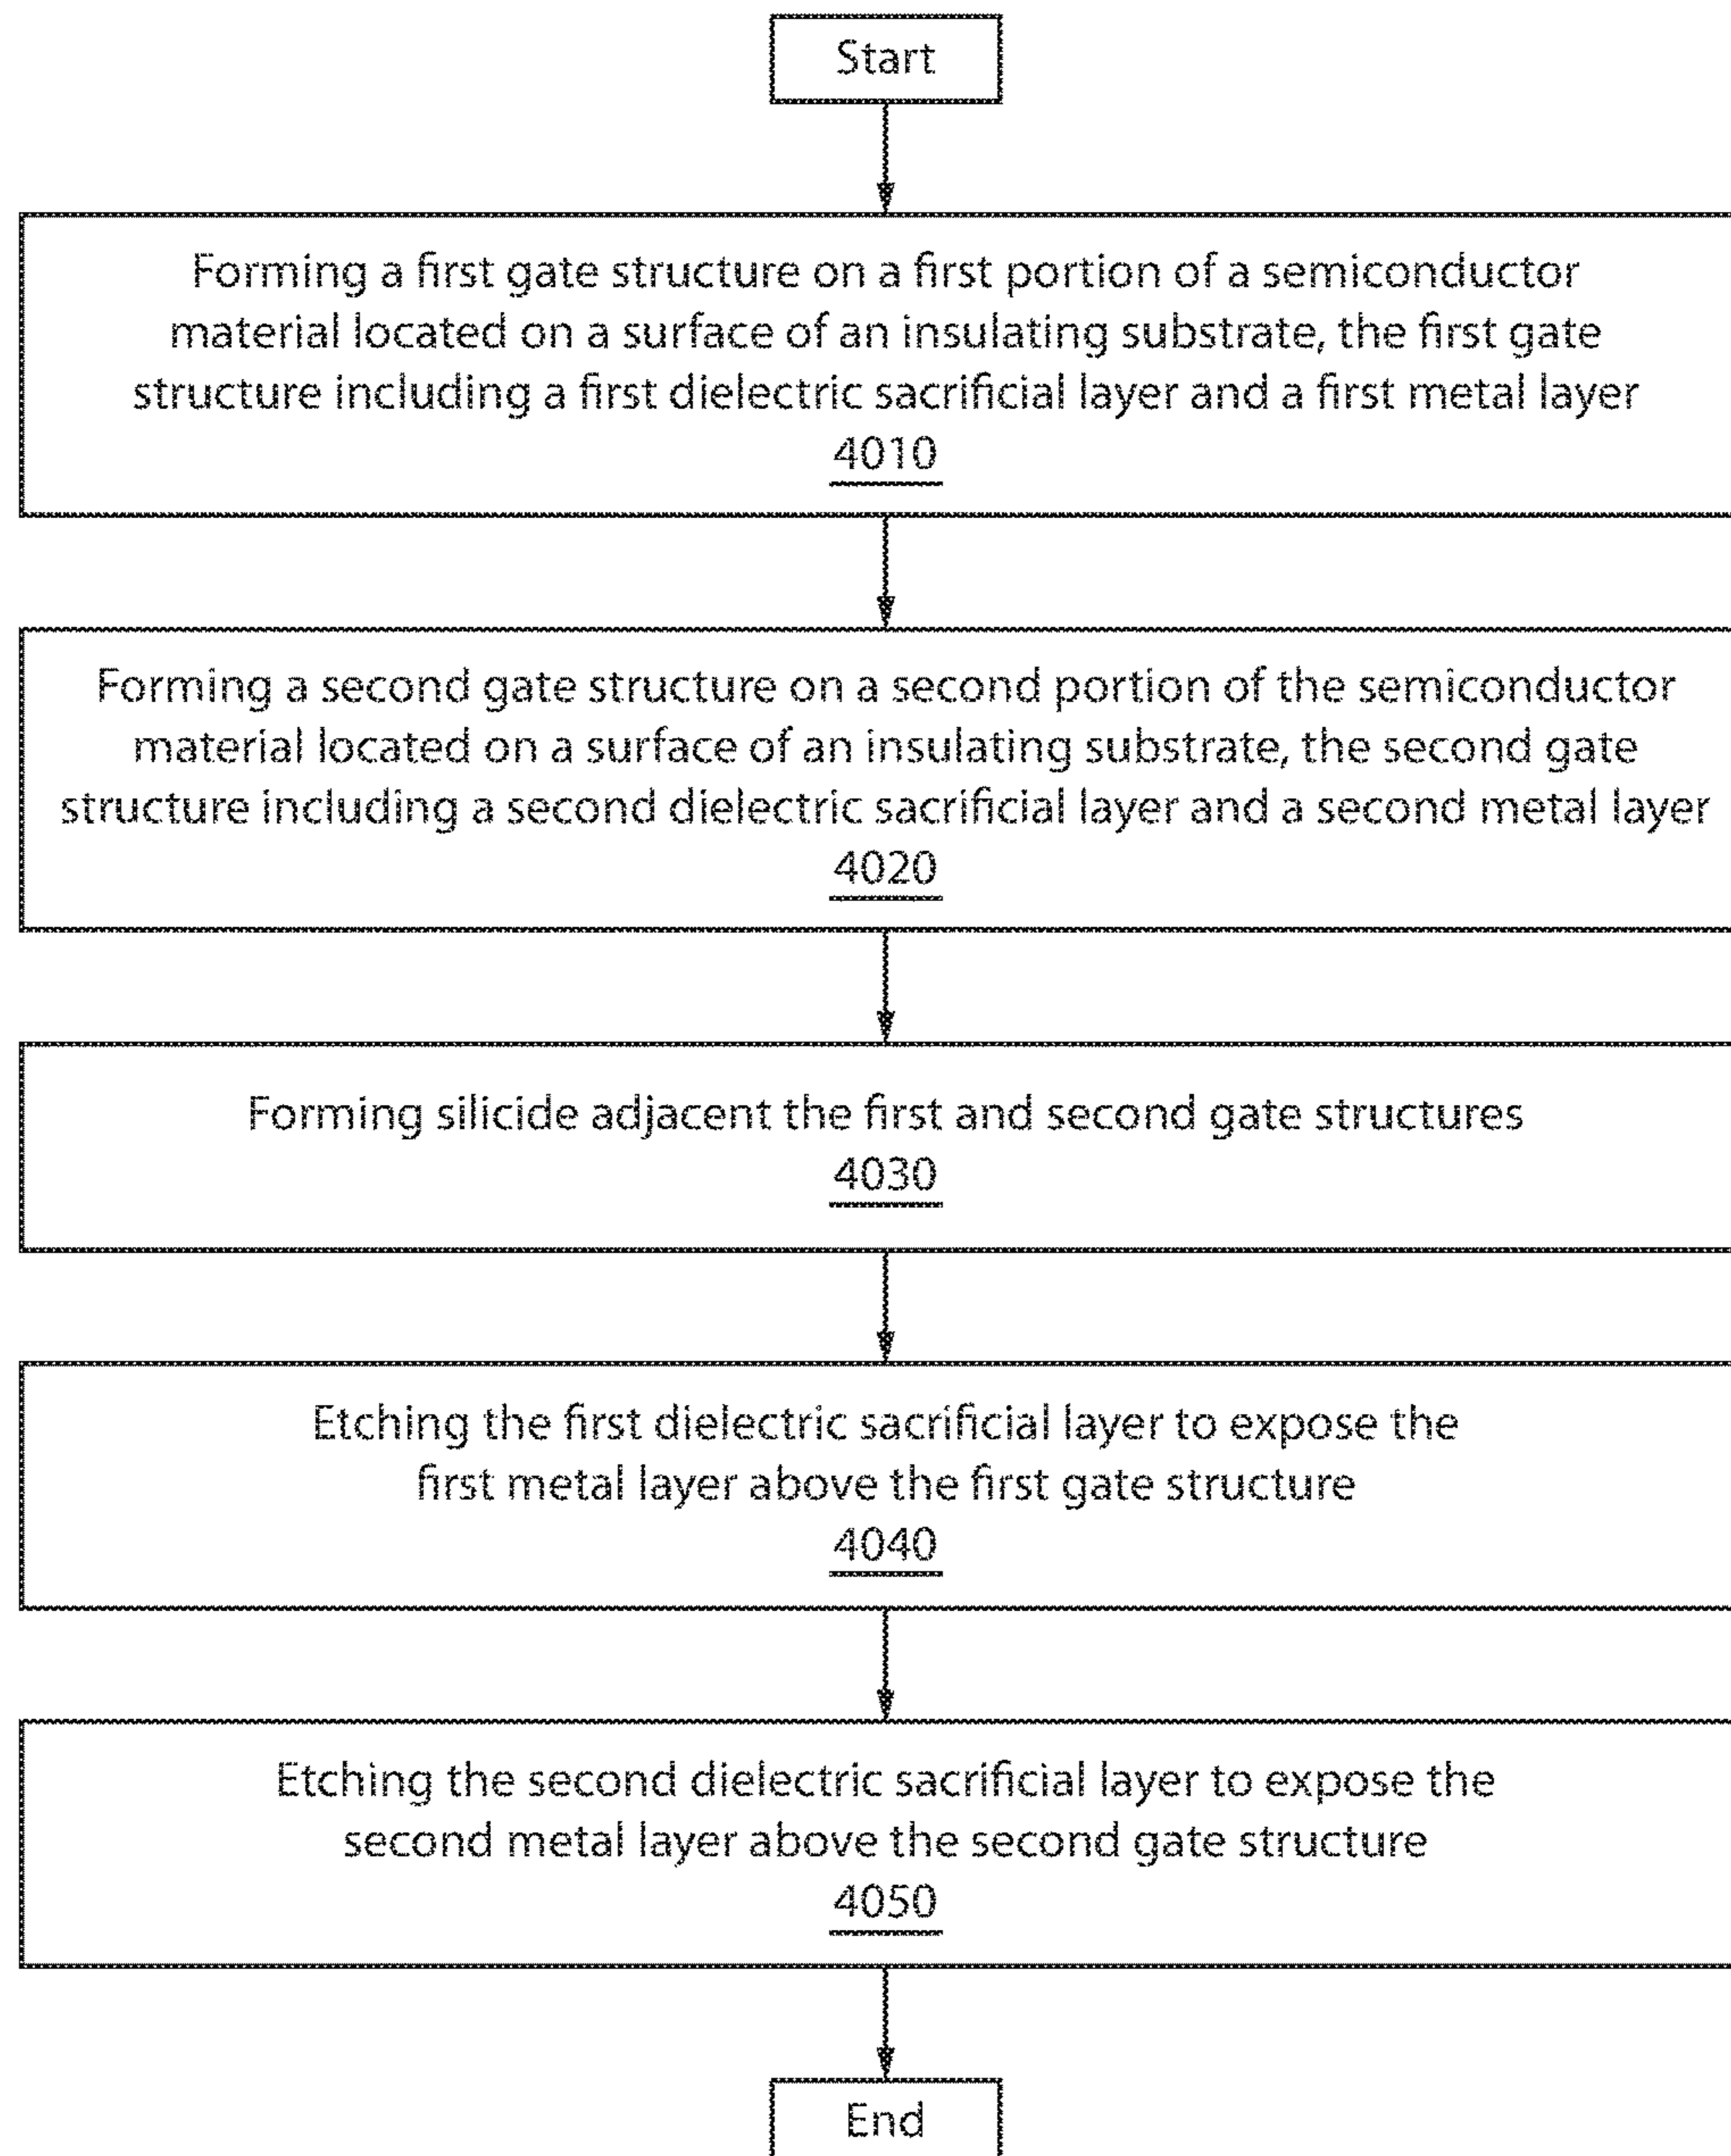 Start
Forming a first gate structure on a first portion of a semiconductor
material located on a surface of an insulating substrate, the first gate
structure including a first dielectric sacrificial layer and a first metal layer
4010
Forming a second gate structure on a second portion of the semiconductor
material located on a surface of an insulating substrate, the second gate
structure including a second dielectric sacrificial layer and a second metal layer
4020
Forming silicide adjacent the first and second gate structures
4030
Etching the first dielectric sacrificial layer to expose the
first metal layer above the first gate structure
4040
Etching the second dielectric sacrificial layer to expose the
second metal layer above the second gate structure
4050
End